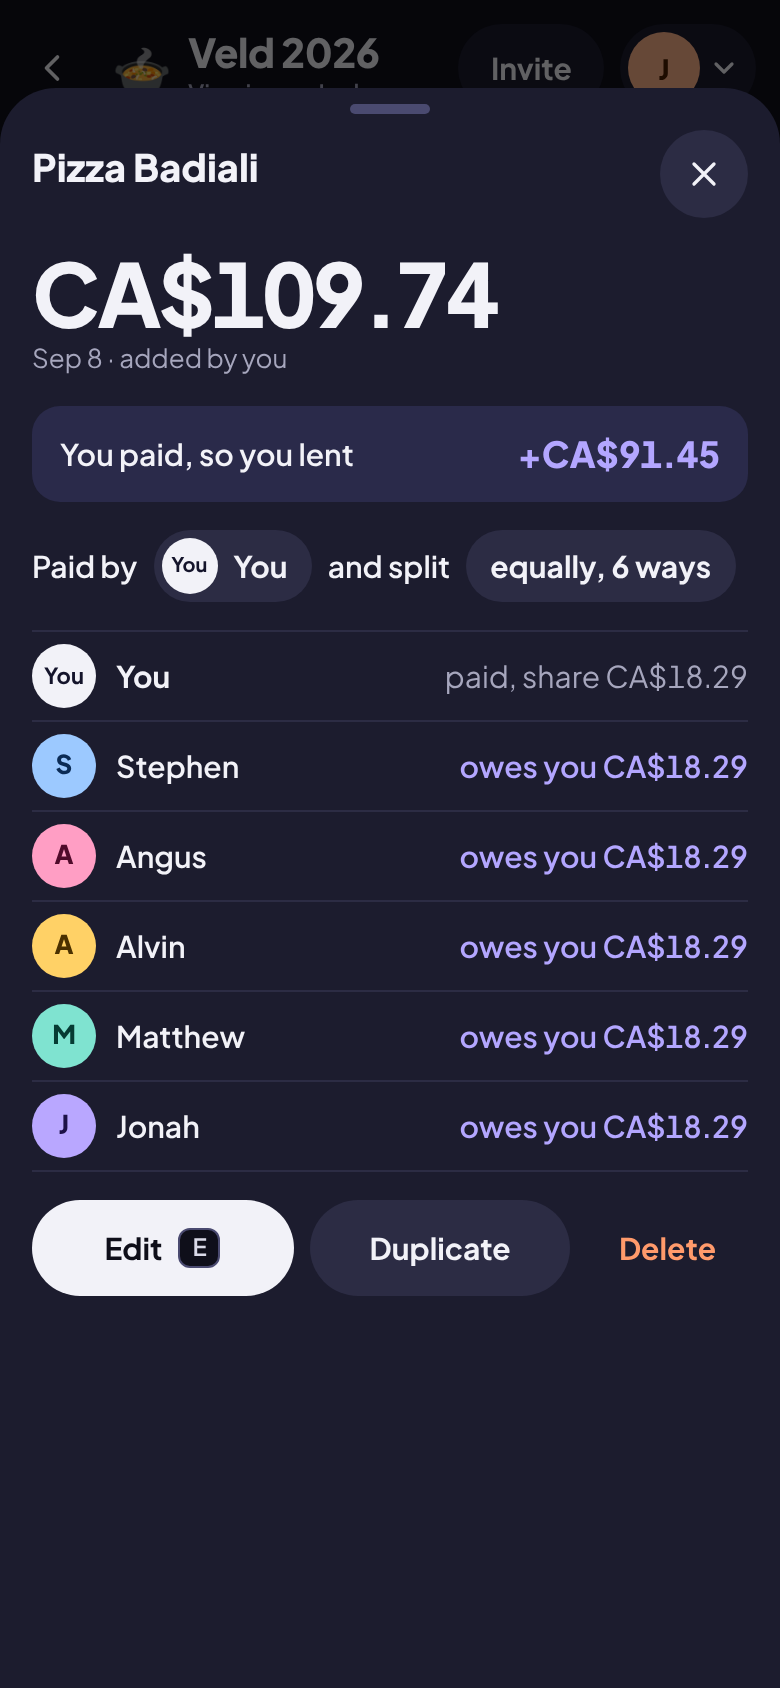 Veld 2026
Invite
J
Pizza Badiali
CA$109.74
Sep 8 · added by you
You paid, so you lent +CA$91.45
Paid by You You and split equally, 6 ways
You You paid, share CA$18.29
S Stephen owes you CA$18.29
A Angus owes you CA$18.29
A Alvin owes you CA$18.29
M Matthew owes you CA$18.29
J Jonah owes you CA$18.29
Edit E Duplicate Delete